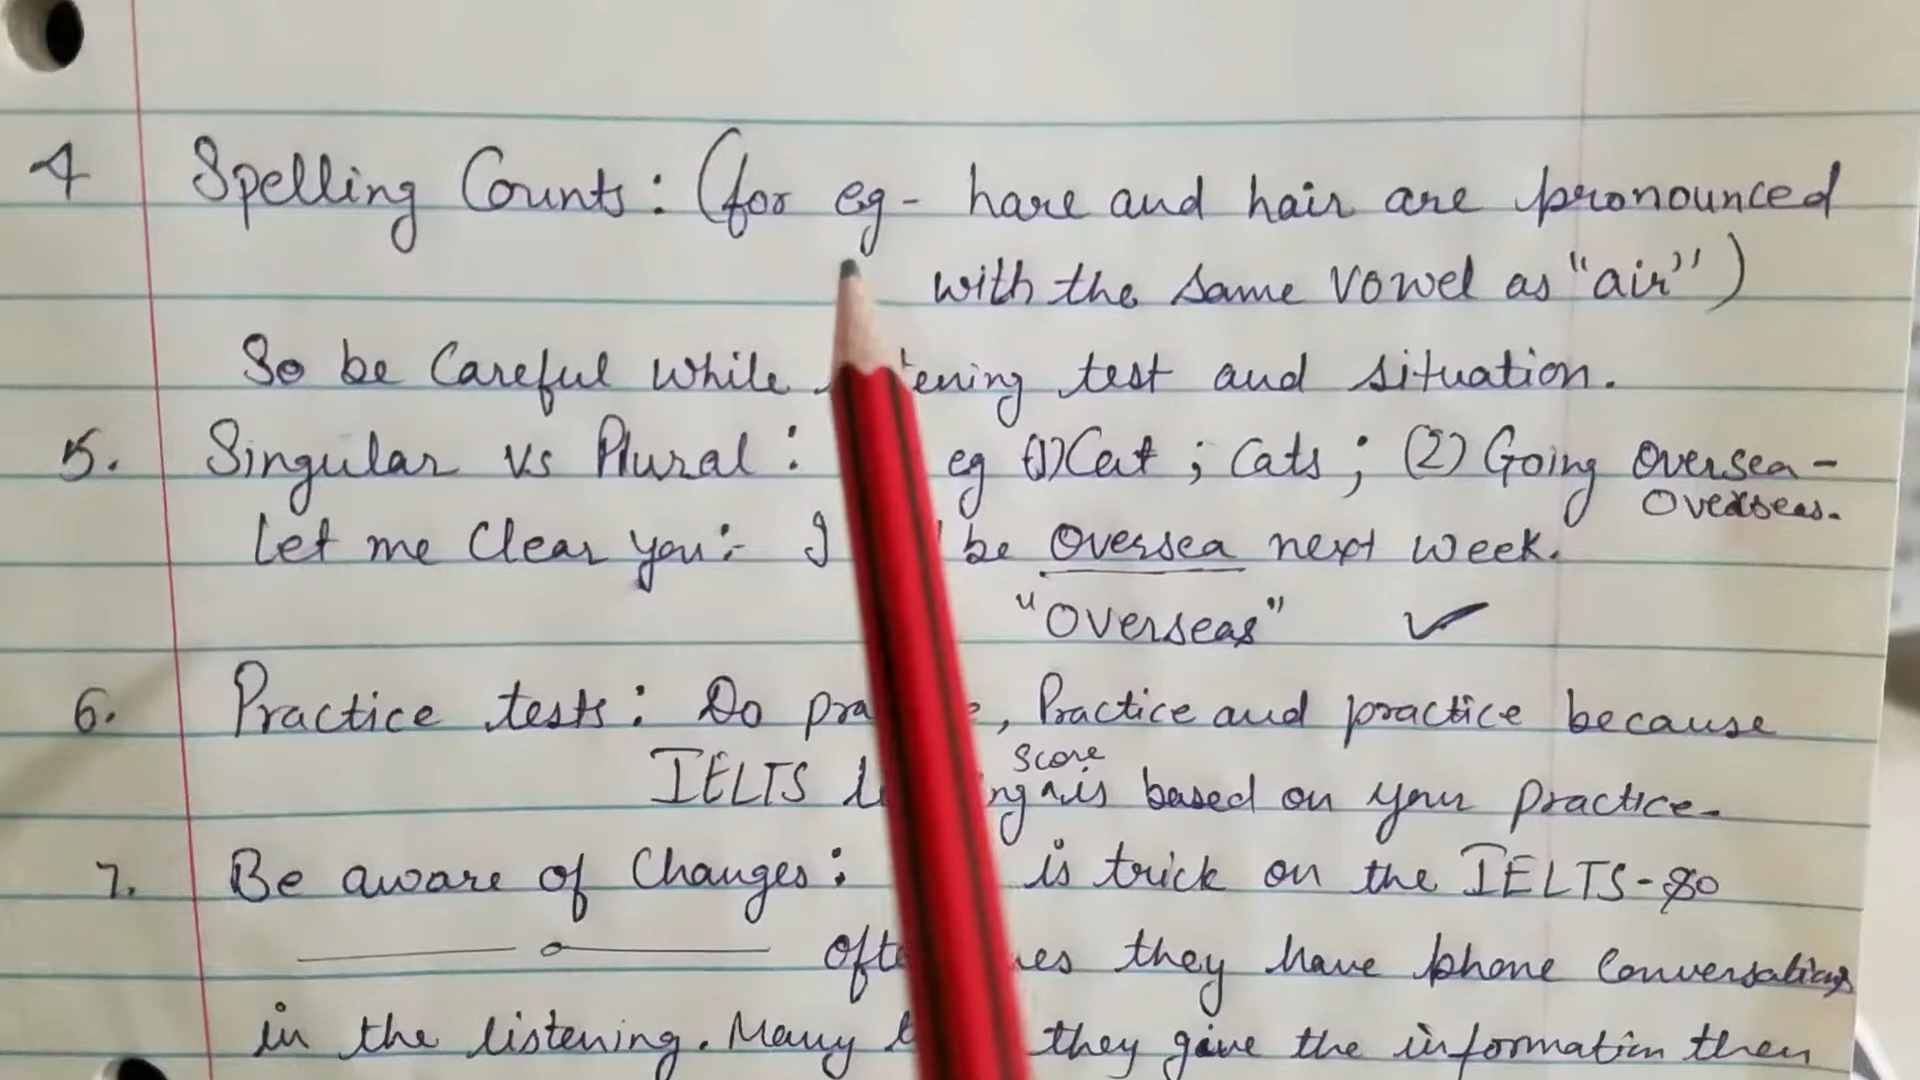 4 Spelling Counts: (for eg - hare and hair are pronounced
with the same vowel as "air")
So be Careful while tening test and situation.
5. Singular vs Plural: eg (1) Cat ; Cats ; (2) Going Oversea -
Overseas.
Let me Clear you:- I be Oversea next week.
"Overseas" ✓
6. Practice tests: Do pra , Practice and practice because
score
IELTS ng ^ is based on your practice.
7. Be aware of Changes: is trick on the IELTS - so
they have phone Conversations
in the listening. Many they give the information then